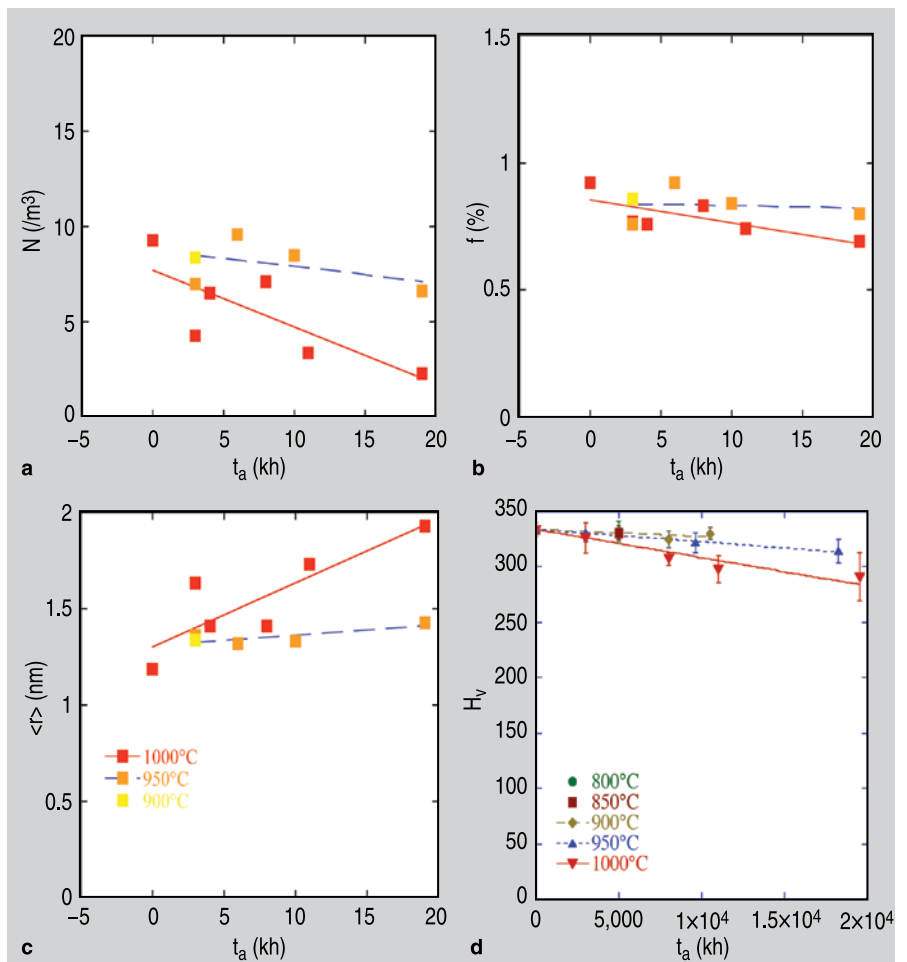 20
15
10
5
0
N (/m³)
−5
0
5
10
15
20
a
tₐ (kh)
1.5
1
0.5
0
f (%)
−5
0
5
10
15
20
b
tₐ (kh)
2
1.5
1
0.5
0
<r> (nm)
1000°C
950°C
900°C
−5
0
5
10
15
20
c
tₐ (kh)
350
300
250
200
150
100
50
0
Hᵥ
800°C
850°C
900°C
950°C
1000°C
0
5,000
1×10⁴
1.5×10⁴
2×10⁴
d
tₐ (kh)